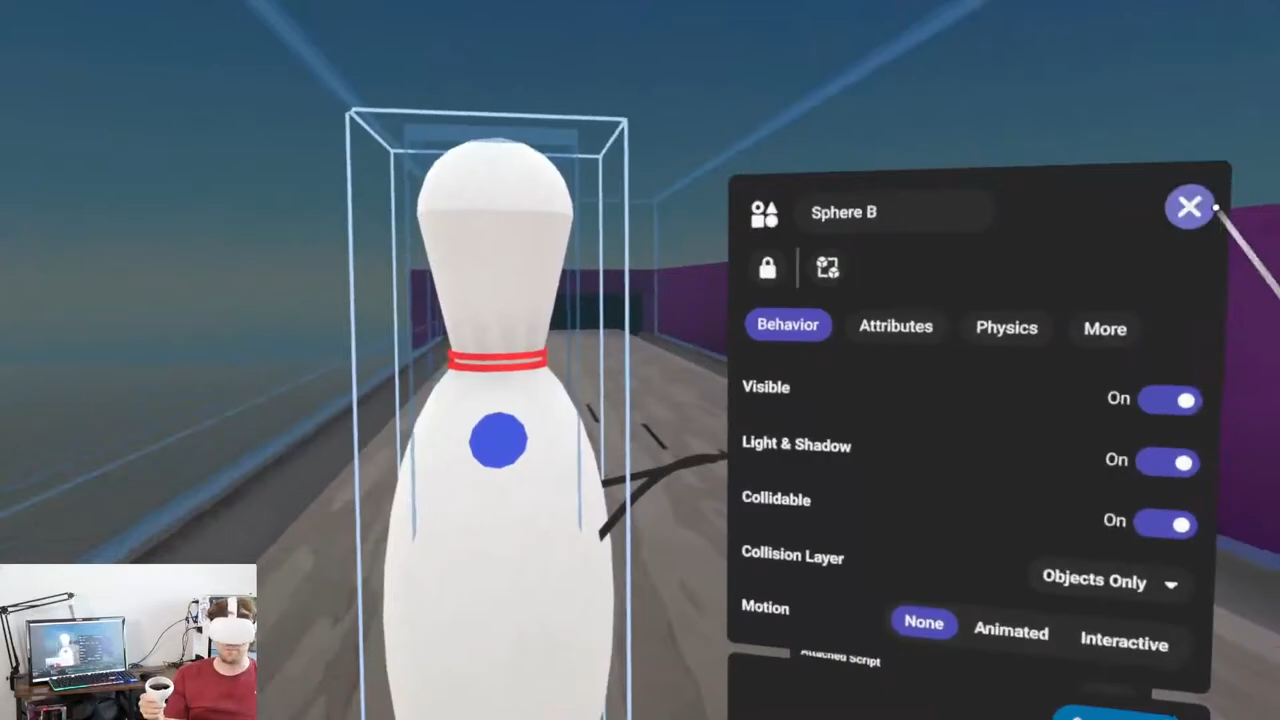 Sphere B
Behavior Attributes Physics More
Visible On
Light & Shadow On
Collidable On
Collision Layer Objects Only
Motion None Animated Interactive
Attached Script